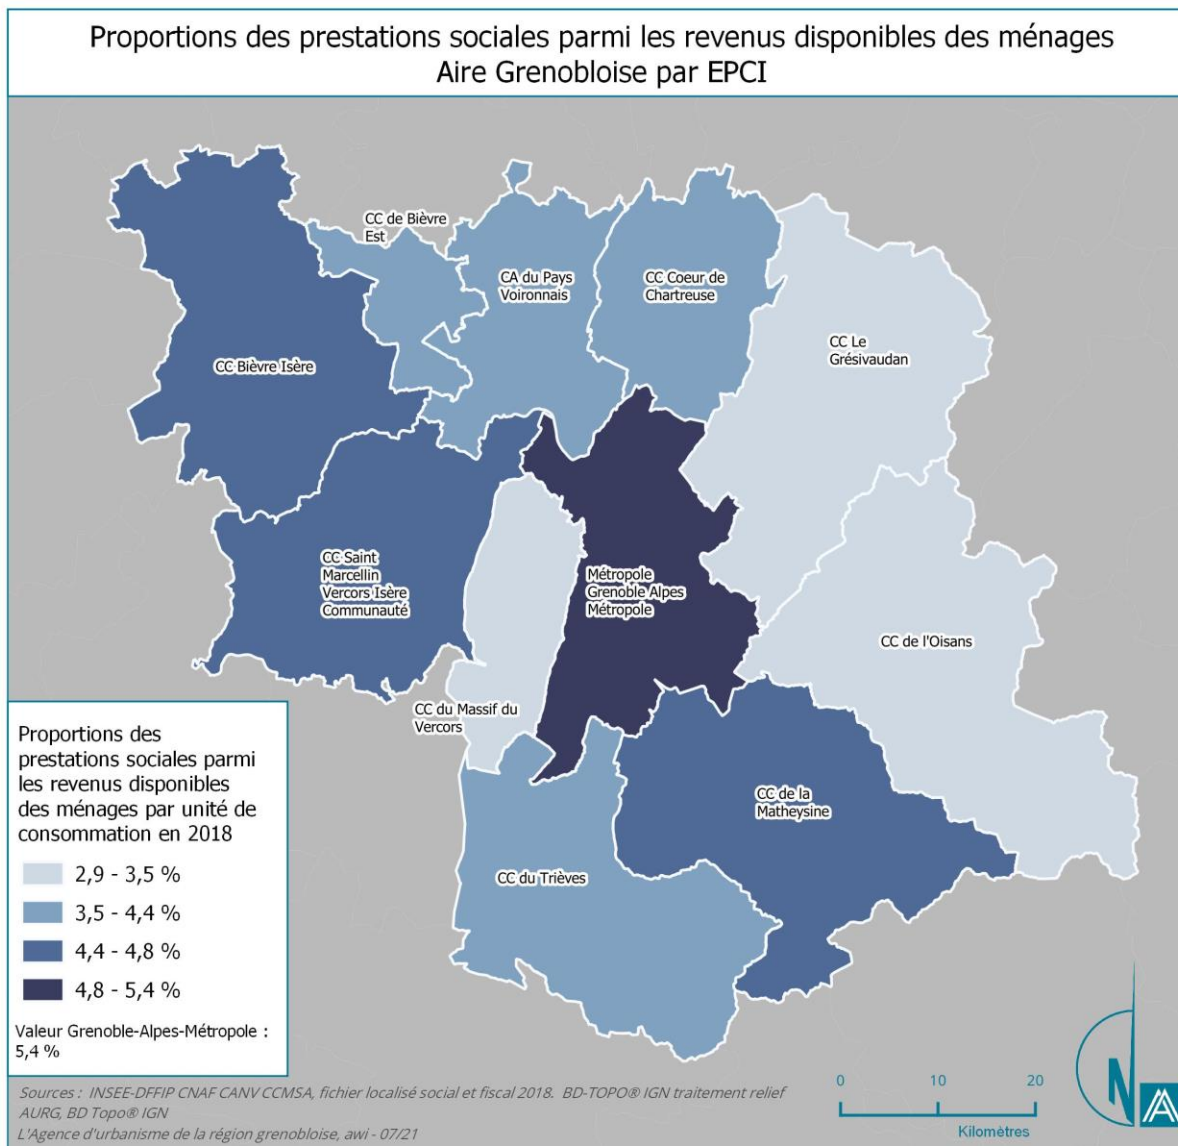 Proportions des prestations sociales parmi les revenus disponibles des ménages
Aire Grenobloise par EPCI
CC de Bièvre
Est
CA du Pays
Voironnais
CC Coeur de
Chartreuse
CC Le
Grésivaudan
CC Bièvre Isère
CC Saint
Marcellin
Vercors Isère
Communauté
Métropole
Grenoble Alpes
Métropole
CC de l'Oisans
CC du Massif du
Vercors
CC de la
Matheysine
CC du Trièves
Proportions des
prestations sociales parmi
les revenus disponibles
des ménages par unité de
consommation en 2018
2,9 - 3,5 %
3,5 - 4,4 %
4,4 - 4,8 %
4,8 - 5,4 %
Valeur Grenoble-Alpes-Métropole :
5,4 %
Sources : INSEE-DFFIP CNAF CANV CCMSA, fichier localisé social et fiscal 2018. BD-TOPO® IGN traitement relief
AURG, BD Topo® IGN
L'Agence d'urbanisme de la région grenobloise, awi - 07/21
0 10 20
Kilomètres
N